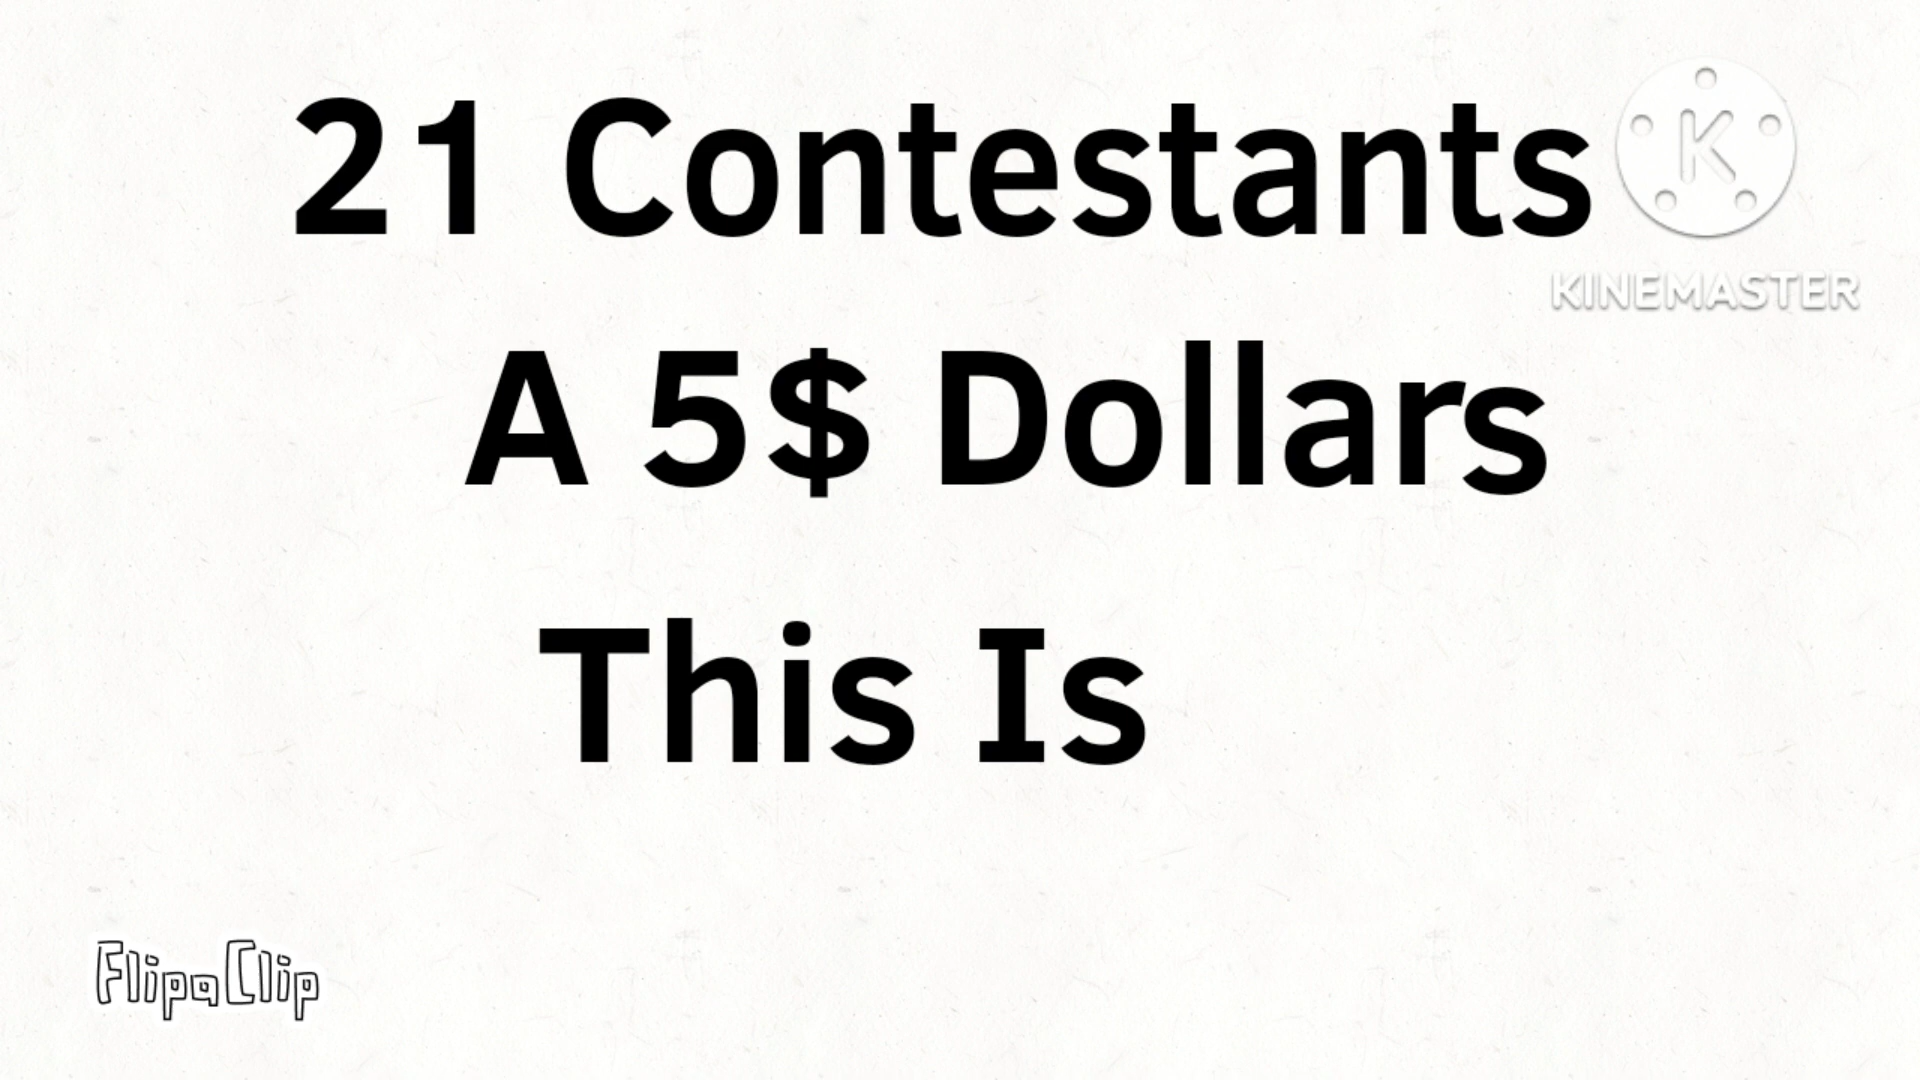 21 Contestants
K
KINEMASTER
A 5$ Dollars
This Is
FlipaClip